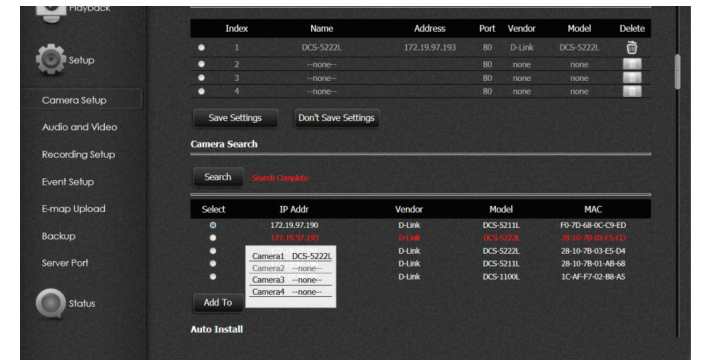 Playback
Index Name Address Port Vendor Model Delete
1 DCS-5222L 172.19.97.193 80 D-Link DCS-5222L
2 --none-- 80 none none
3 --none-- 80 none none
4 --none-- 80 none none
Setup
Camera Setup
Save Settings Don't Save Settings
Audio and Video
Camera Search
Recording Setup
Search Search Complete
Event Setup
E-map Upload
Select IP Addr Vendor Model MAC
172.19.97.190 D-Link DCS-5211L F0-7D-68-0C-C9-ED
172.19.97.193 D-Link DCS-5222L 28-10-7B-03-E5-CD
D-Link DCS-5222L 28-10-7B-03-E5-D4
D-Link DCS-5211L 28-10-7B-01-AB-68
D-Link DCS-1100L 1C-AF-F7-02-B8-A5
Backup
Server Port
Camera1 DCS-5222L
Camera2 --none--
Camera3 --none--
Camera4 --none--
Status
Add To
Auto Install